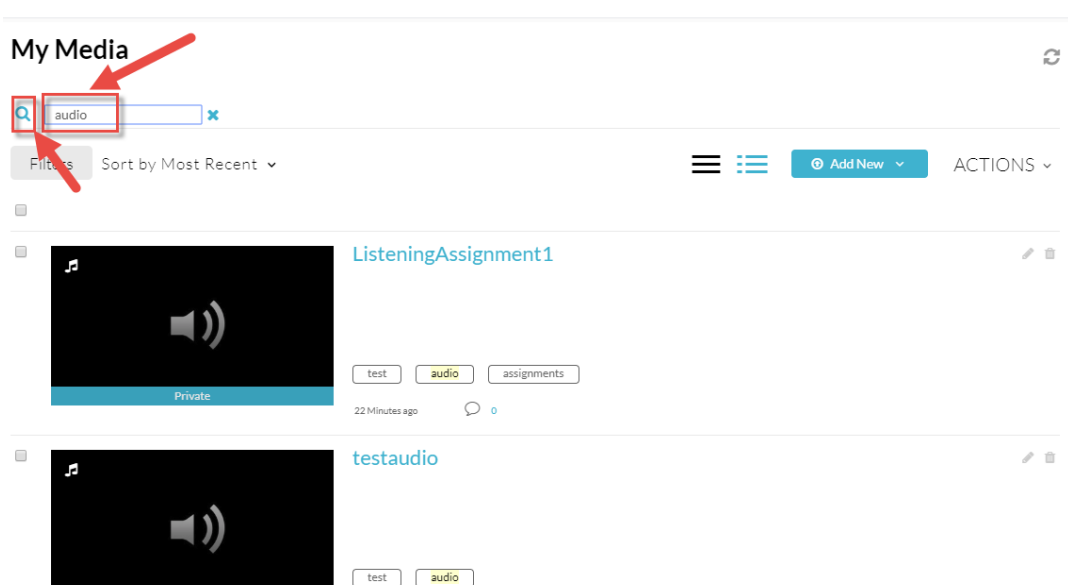 My Media
audio
Filters Sort by Most Recent Add New ACTIONS
ListeningAssignment1
test audio assignments
Private
22 Minutes ago 0
testaudio
test audio